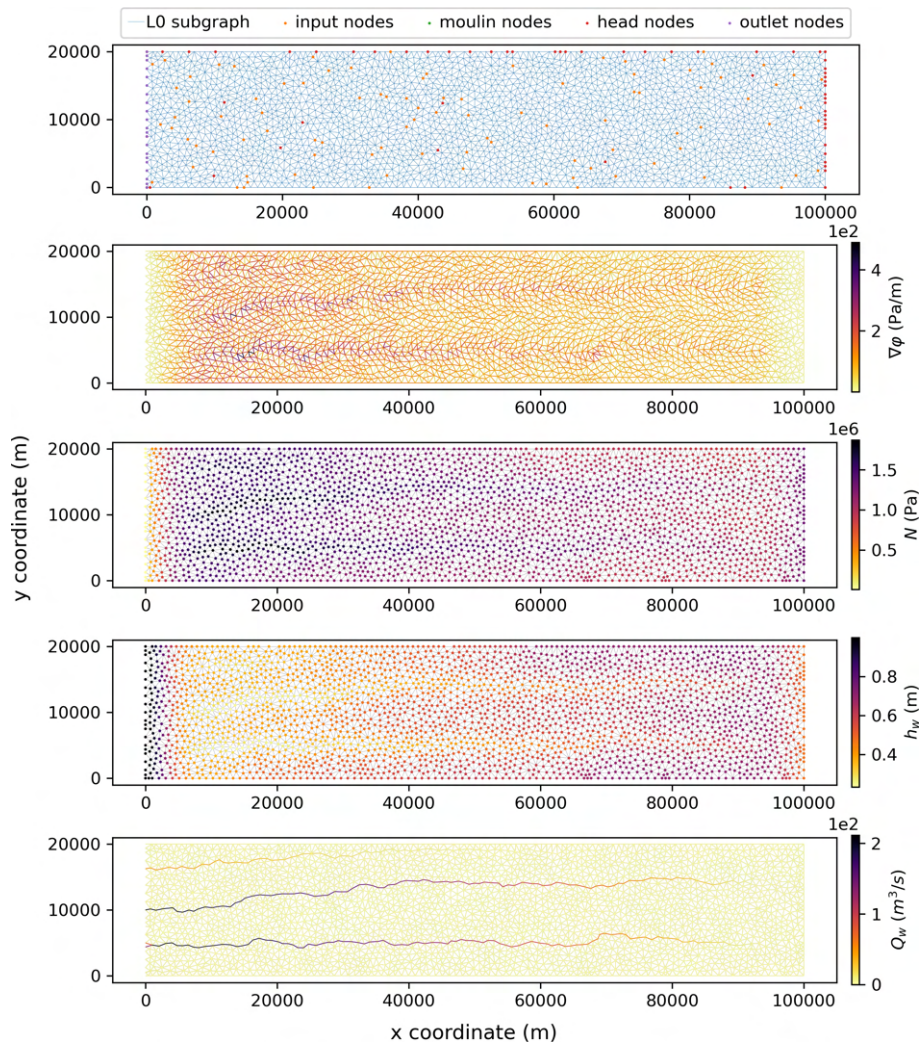 L0 subgraph input nodes moulin nodes head nodes outlet nodes
20000
10000
0
0 20000 40000 60000 80000 100000
1e2
20000
10000
0
0 20000 40000 60000 80000 100000
4
2
∇φ (Pa/m)
1e6
20000
10000
0
0 20000 40000 60000 80000 100000
1.5
1.0
0.5
N (Pa)
y coordinate (m)
20000
10000
0
0 20000 40000 60000 80000 100000
0.8
0.6
0.4
h_w (m)
1e2
20000
10000
0
0 20000 40000 60000 80000 100000
2
1
0
Q_w (m³/s)
x coordinate (m)